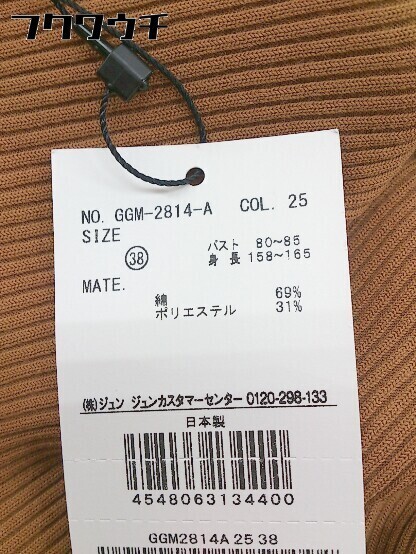 フクウクチ
NO. GGM-2814-A COL. 25
SIZE
㊳ バスト 80~85
身長 158~165
MATE.
綿 69%
ポリエステル 31%
㈱ジュン ジュンカスタマーセンター 0120-298-133
日本製
4548063134400
GGM2814A 25 38